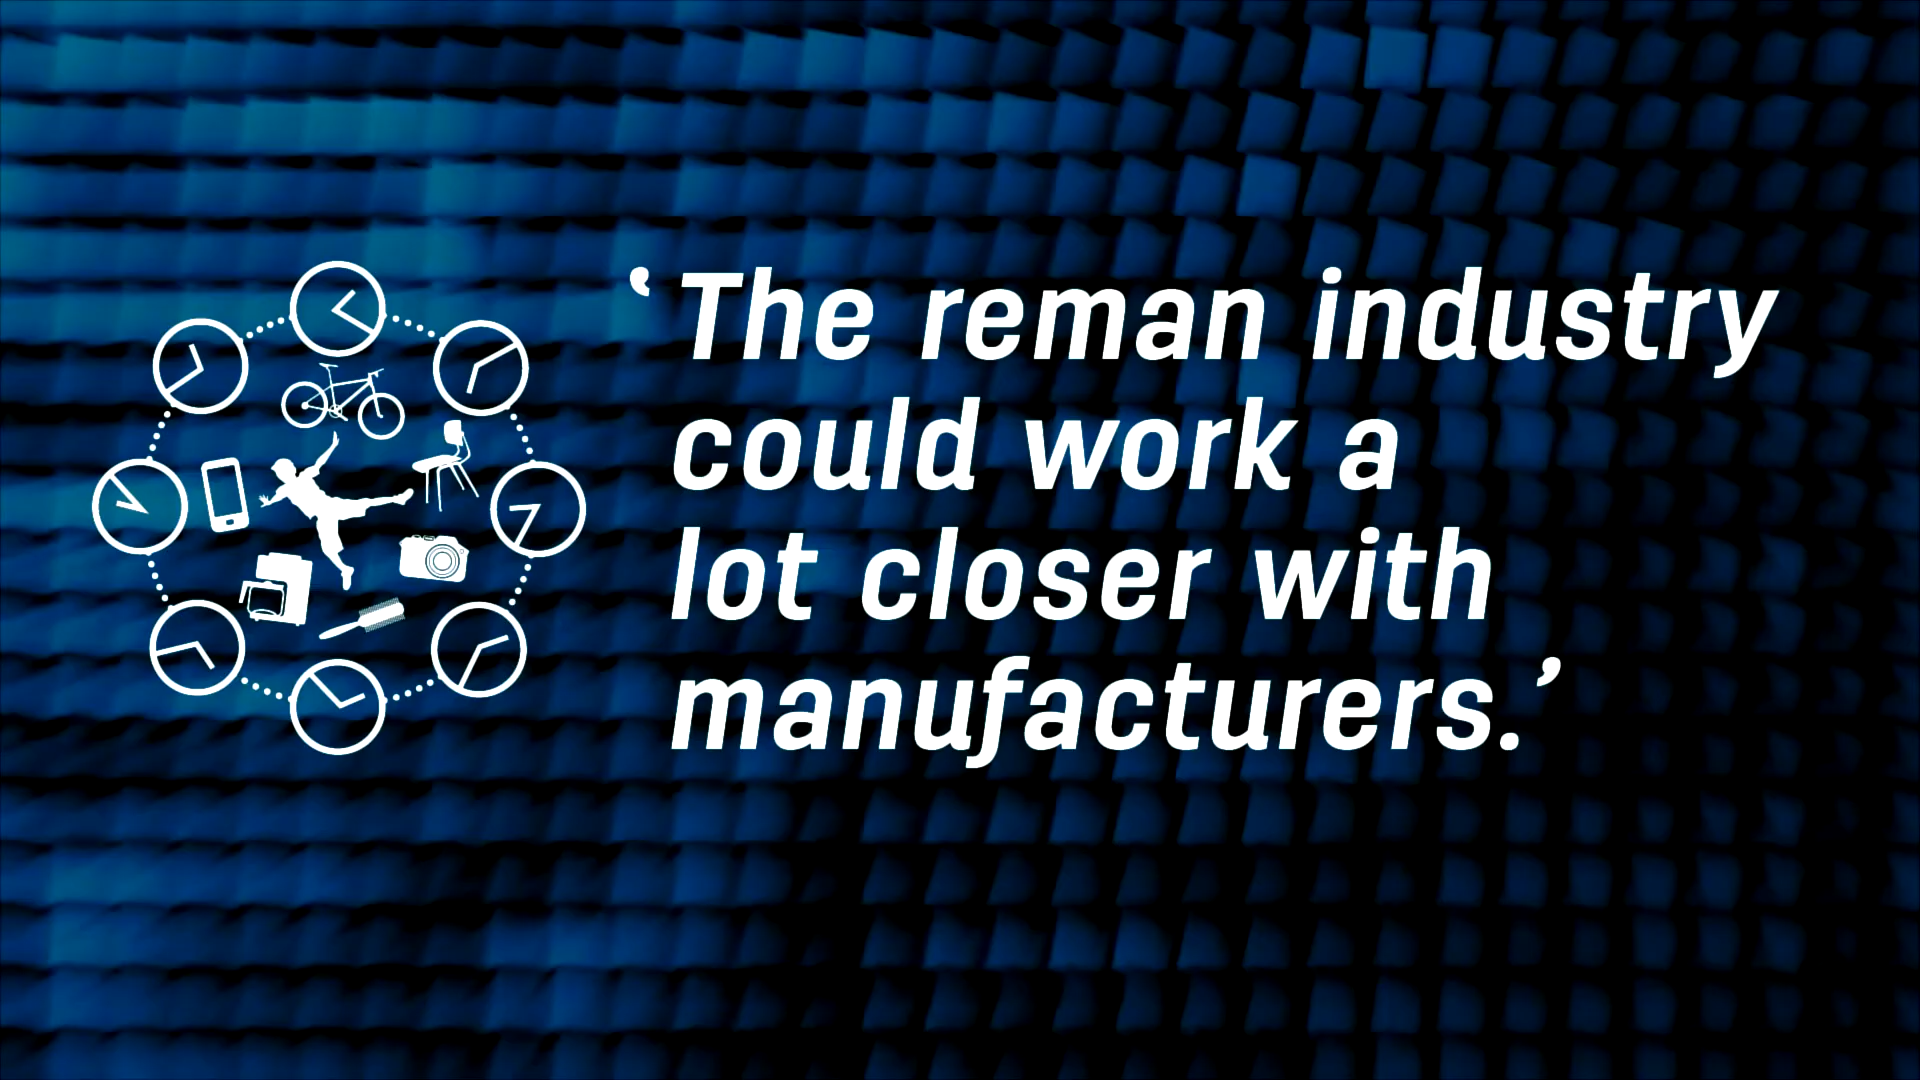 ‘The reman industry
could work a
lot closer with
manufacturers.’